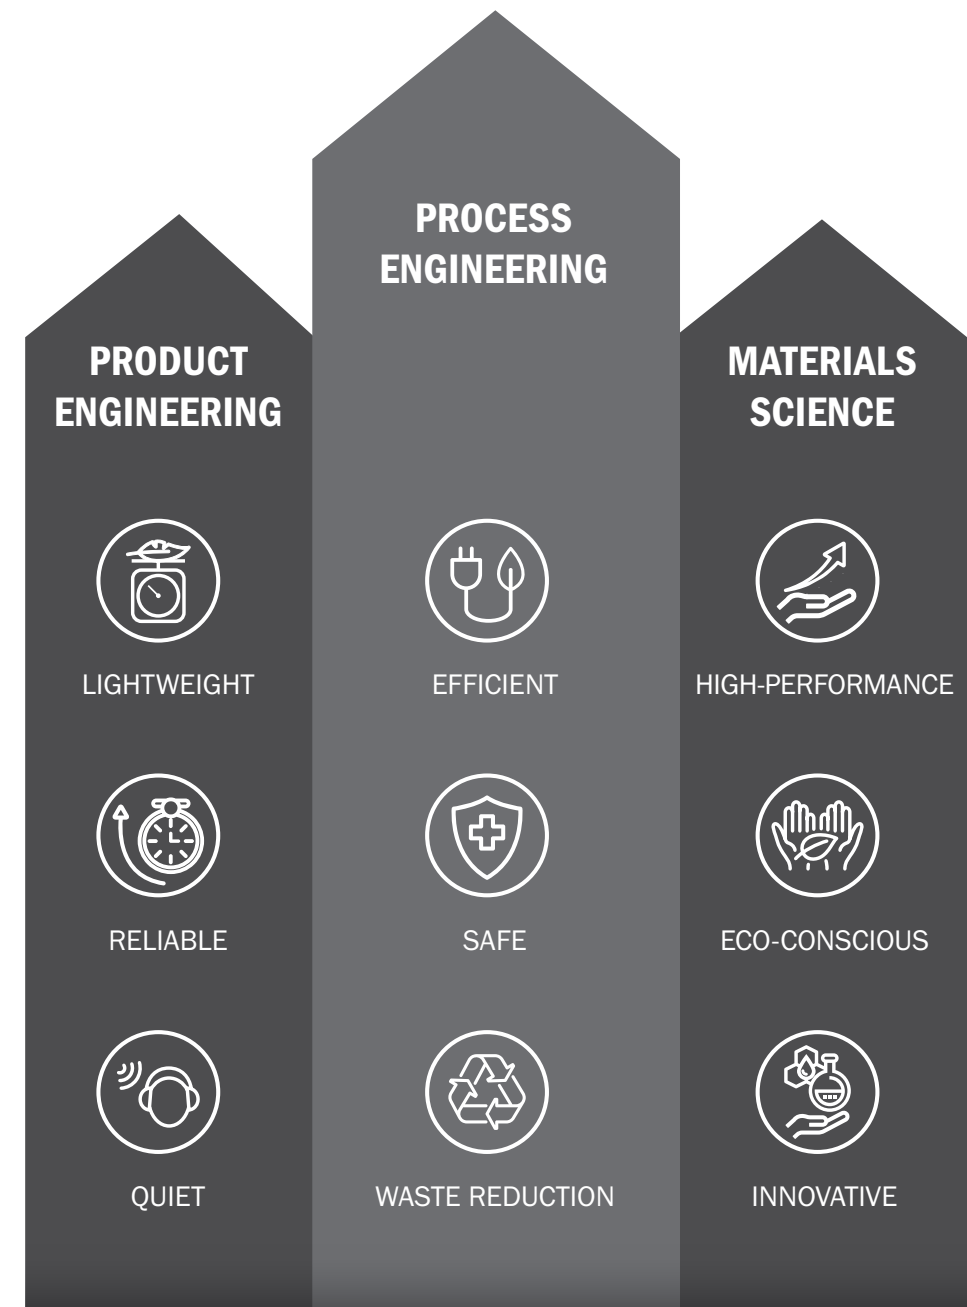 PROCESS
ENGINEERING
PRODUCT
ENGINEERING
MATERIALS
SCIENCE
LIGHTWEIGHT
EFFICIENT
HIGH-PERFORMANCE
RELIABLE
SAFE
ECO-CONSCIOUS
QUIET
WASTE REDUCTION
INNOVATIVE